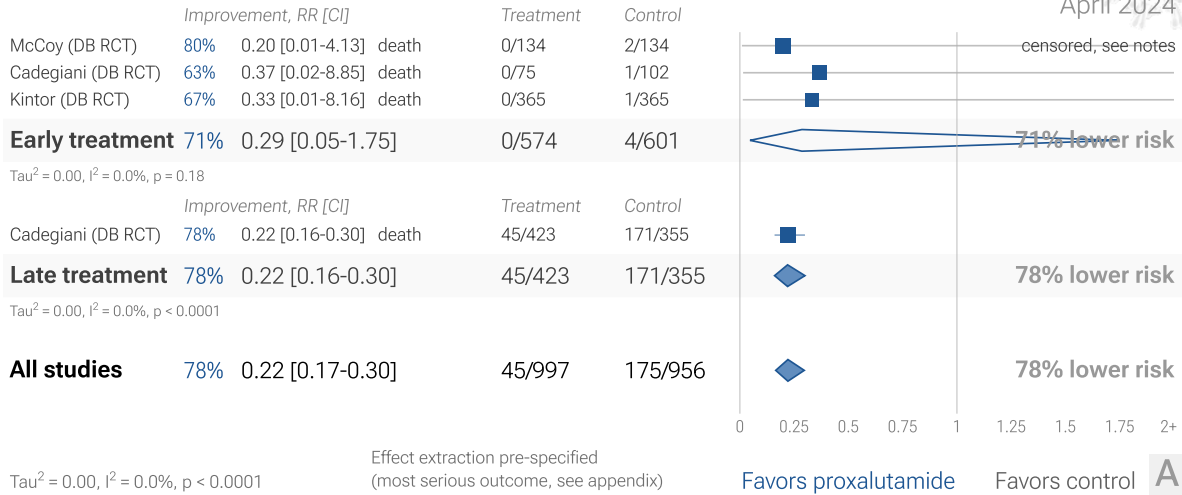 April 2024
Improvement, RR [CI] Treatment Control
McCoy (DB RCT) 80% 0.20 [0.01-4.13] death 0/134 2/134 censored, see notes
Cadegiani (DB RCT) 63% 0.37 [0.02-8.85] death 0/75 1/102
Kintor (DB RCT) 67% 0.33 [0.01-8.16] death 0/365 1/365
Early treatment 71% 0.29 [0.05-1.75] 0/574 4/601 71% lower risk
Tau² = 0.00, I² = 0.0%, p = 0.18
Improvement, RR [CI] Treatment Control
Cadegiani (DB RCT) 78% 0.22 [0.16-0.30] death 45/423 171/355
Late treatment 78% 0.22 [0.16-0.30] 45/423 171/355 78% lower risk
Tau² = 0.00, I² = 0.0%, p < 0.0001
All studies 78% 0.22 [0.17-0.30] 45/997 175/956 78% lower risk
0 0.25 0.5 0.75 1 1.25 1.5 1.75 2+
Effect extraction pre-specified
Tau² = 0.00, I² = 0.0%, p < 0.0001 (most serious outcome, see appendix) Favors proxalutamide Favors control A